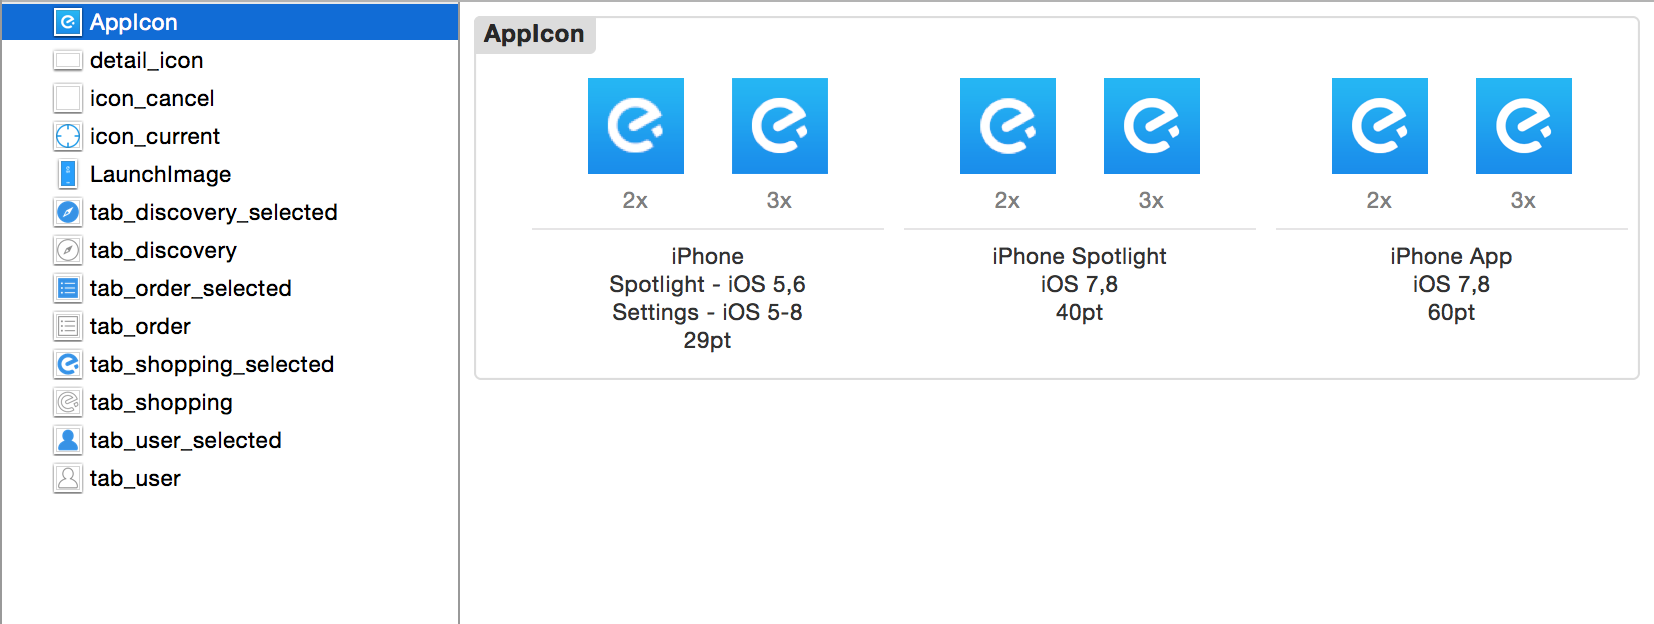 AppIcon
detail_icon
icon_cancel
icon_current
LaunchImage
tab_discovery_selected
tab_discovery
tab_order_selected
tab_order
tab_shopping_selected
tab_shopping
tab_user_selected
tab_user
AppIcon
2x 3x
iPhone
Spotlight - iOS 5,6
Settings - iOS 5-8
29pt
2x 3x
iPhone Spotlight
iOS 7,8
40pt
2x 3x
iPhone App
iOS 7,8
60pt